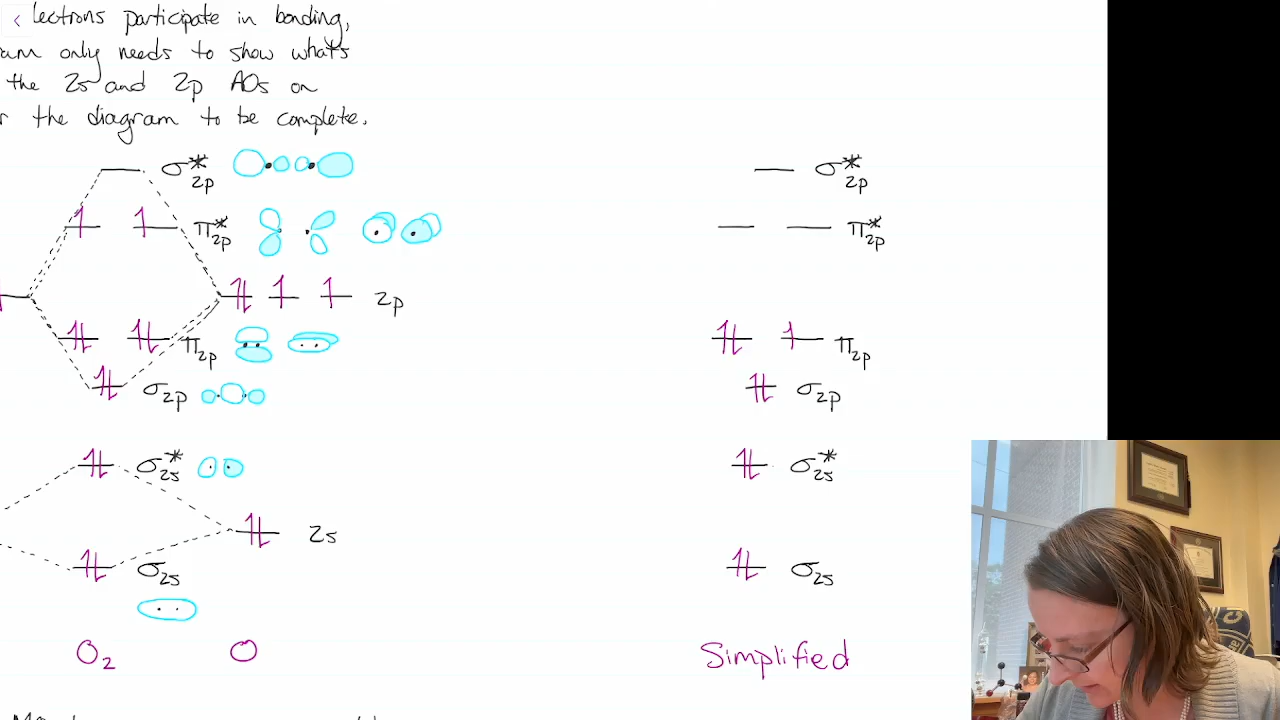 lectrons participate in bonding,
am only needs to show what's
the 2s and 2p AOs on
r the diagram to be complete.
σ*2p
π*2p
2p
π2p
σ2p
σ*2s
2s
σ2s
O2
O
σ*2p
π*2p
π2p
σ2p
σ*2s
σ2s
Simplified